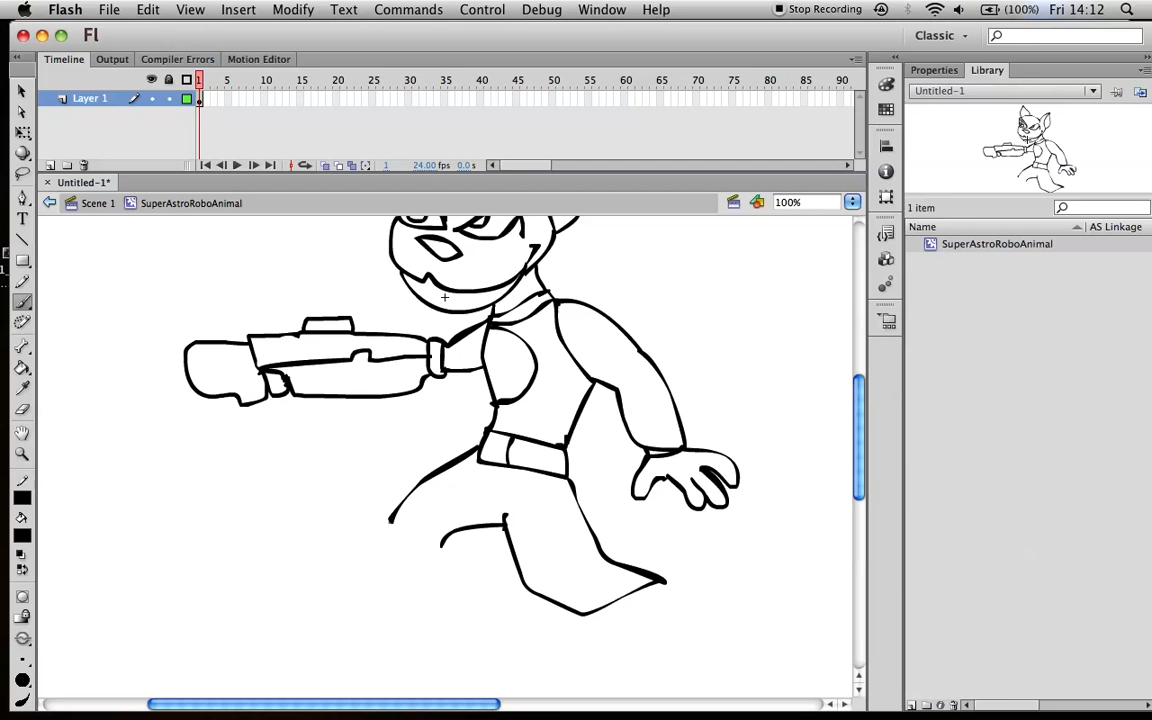 Flash File Edit View Insert Modify Text Commands Control Debug Window Help Stop Recording (100%) Fri 14:12
Fl Classic
Timeline Output Compiler Errors Motion Editor
1 5 10 15 20 25 30 35 40 45 50 55 60 65 70 75 80 85 90
Layer 1
1 24.00 fps 0.0 s
Untitled-1*
Scene 1 SuperAstroRoboAnimal 100%
Properties Library
Untitled-1
1 item
Name AS Linkage
SuperAstroRoboAnimal